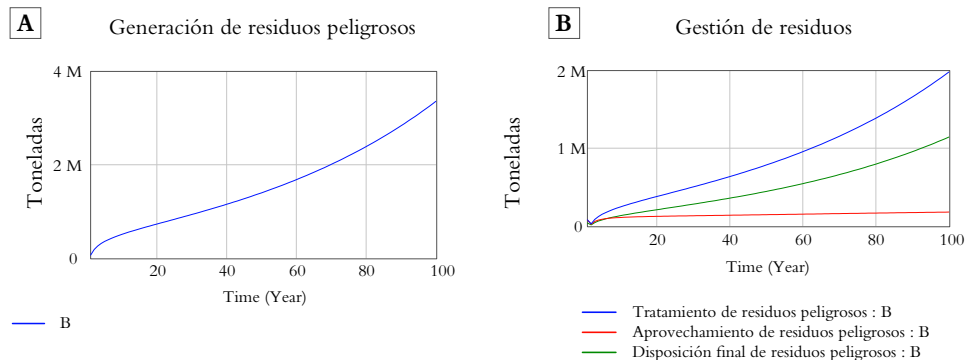 A
Generación de residuos peligrosos
Toneladas
4 M
2 M
0
20
40
60
80
100
Time (Year)
B
B
Gestión de residuos
Toneladas
2 M
1 M
0
20
40
60
80
100
Time (Year)
Tratamiento de residuos peligrosos : B
Aprovechamiento de residuos peligrosos : B
Disposición final de residuos peligrosos : B